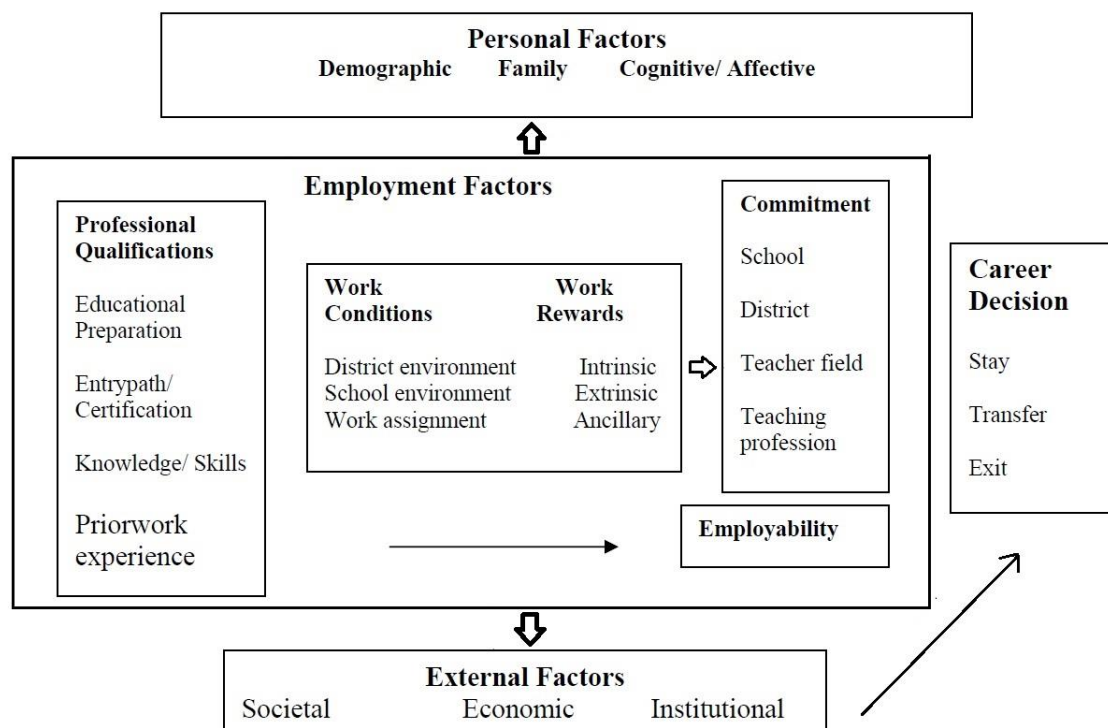 Personal Factors
Demographic Family Cognitive/ Affective
Employment Factors
Professional
Qualifications
Educational
Preparation
Entrypath/
Certification
Knowledge/ Skills
Priorwork
experience
Work Work
Conditions Rewards
District environment Intrinsic
School environment Extrinsic
Work assignment Ancillary
Commitment
School
District
Teacher field
Teaching
profession
Employability
Career
Decision
Stay
Transfer
Exit
External Factors
Societal Economic Institutional